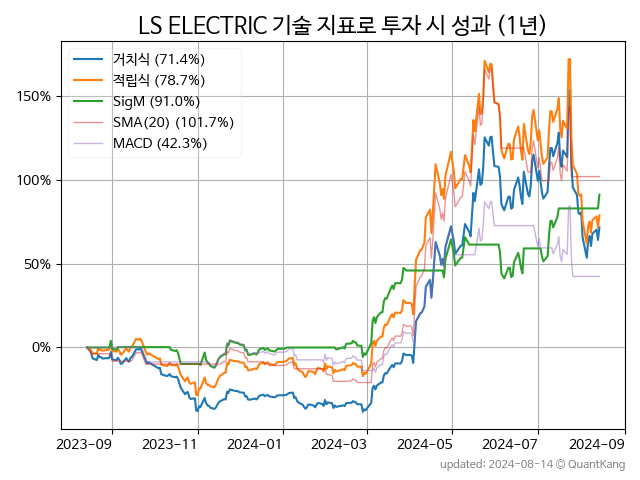 LS ELECTRIC 기술 지표로 투자 시 성과 (1년)
거치식 (71.4%)
적립식 (78.7%)
SigM (91.0%)
SMA(20) (101.7%)
MACD (42.3%)
150%
100%
50%
0%
2023-09 2023-11 2024-01 2024-03 2024-05 2024-07 2024-09
updated: 2024-08-14 © QuantKang